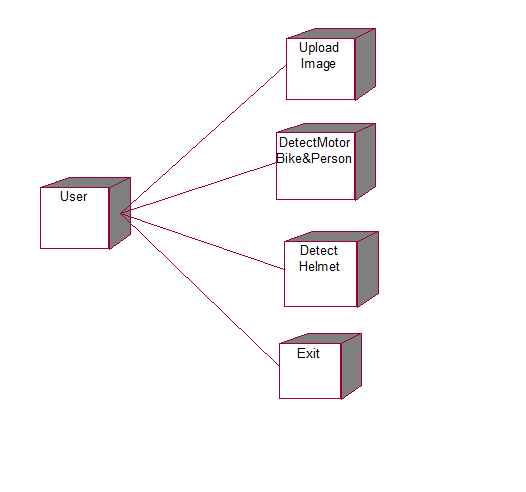 Upload
Image
DetectMotor
Bike&Person
User
Detect
Helmet
Exit